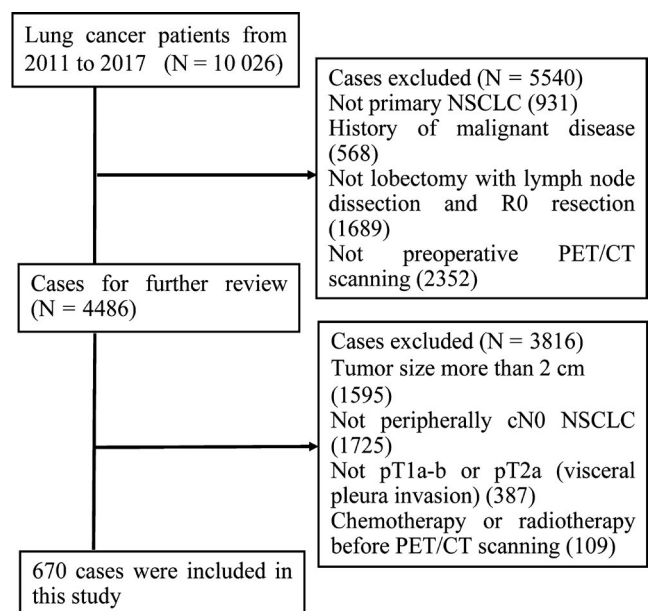 Lung cancer patients from
2011 to 2017 (N = 10 026)
Cases excluded (N = 5540)
Not primary NSCLC (931)
History of malignant disease
(568)
Not lobectomy with lymph node
dissection and R0 resection
(1689)
Not preoperative PET/CT
scanning (2352)
Cases for further review
(N = 4486)
Cases excluded (N = 3816)
Tumor size more than 2 cm
(1595)
Not peripherally cN0 NSCLC
(1725)
Not pT1a-b or pT2a (visceral
pleura invasion) (387)
Chemotherapy or radiotherapy
before PET/CT scanning (109)
670 cases were included in
this study